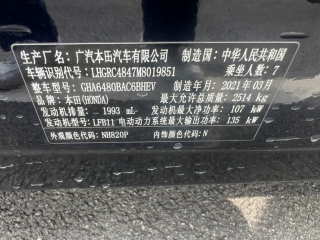 生产厂名：广汽本田汽车有限公司 制造国：中华人民共和国
车辆识别代号：LHGRC4847M8019851 乘坐人数：7
整车型号：GHA6480BAC6BHEV 制造年月：2021年03月
品牌：本田(HONDA) 最大允许总质量：2514 kg
发动机排量：1993 mL 发动机最大净功率：107 kW
发动机型号：LFB11 电动动力系统最大输出功率：135 kW
外观颜色代码：NH820P 内饰颜色代码：N